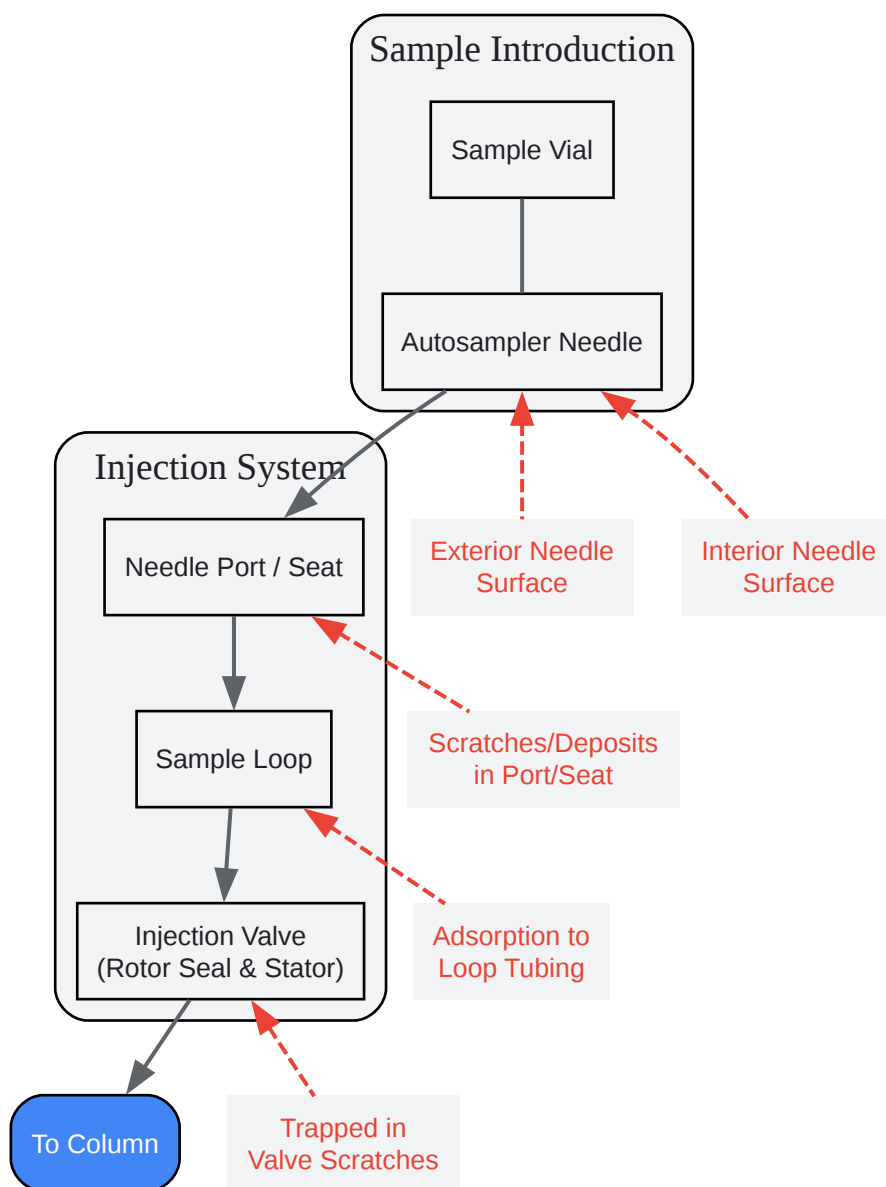 Sample Introduction
Sample Vial
Autosampler Needle
Injection System
Needle Port / Seat
Exterior Needle
Surface
Interior Needle
Surface
Sample Loop
Scratches/Deposits
in Port/Seat
Injection Valve
(Rotor Seal & Stator)
Adsorption to
Loop Tubing
To Column
Trapped in
Valve Scratches